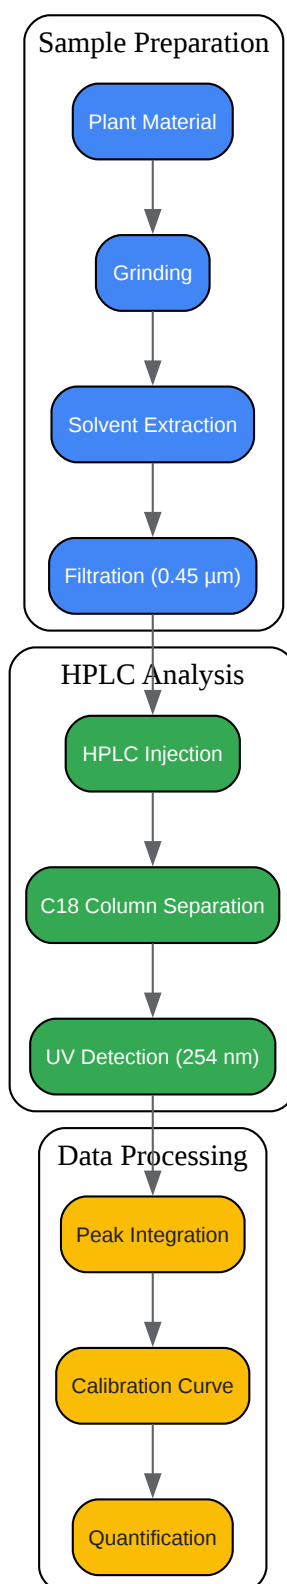 Sample Preparation
Plant Material
Grinding
Solvent Extraction
Filtration (0.45 µm)
HPLC Analysis
HPLC Injection
C18 Column Separation
UV Detection (254 nm)
Data Processing
Peak Integration
Calibration Curve
Quantification